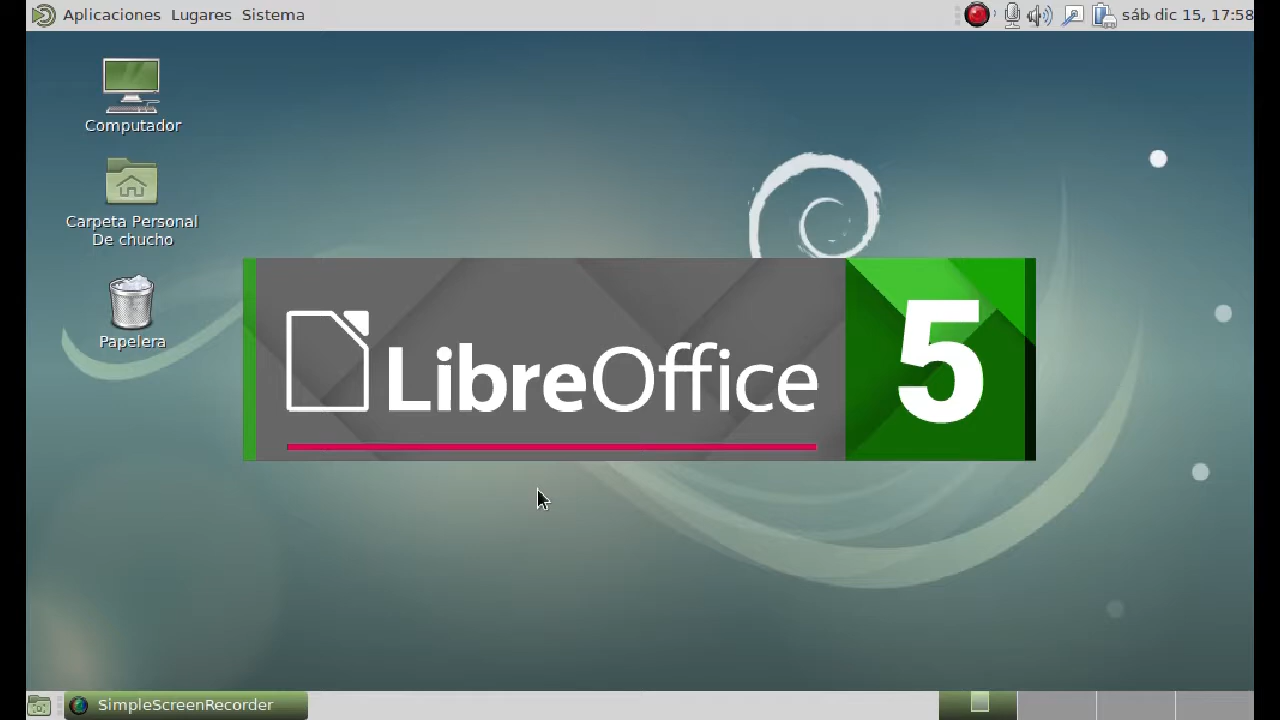 Aplicaciones Lugares Sistema
sáb dic 15, 17:58
Computador
Carpeta Personal
De chucho
Papelera
LibreOffice 5
SimpleScreenRecorder